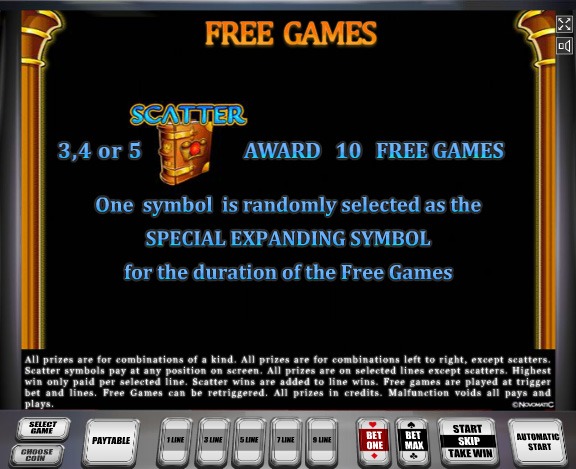 FREE GAMES
SCATTER
3,4 or 5 AWARD 10 FREE GAMES
One symbol is randomly selected as the
SPECIAL EXPANDING SYMBOL
for the duration of the Free Games
All prizes are for combinations of a kind. All prizes are for combinations left to right, except scatters.
Scatter symbols pay at any position on screen. All prizes are on selected lines except scatters. Highest
win only paid per selected line. Scatter wins are added to line wins. Free games are played at trigger
bet and lines. Free Games can be retriggered. All prizes in credits. Malfunction voids all pays and
plays.
©NOVOMATIC
SELECT
GAME
CHOOSE
COIN
PAYTABLE
1 LINE
3 LINE
5 LINE
7 LINE
9 LINE
BET
ONE
BET
MAX
START
SKIP
TAKE WIN
AUTOMATIC
START